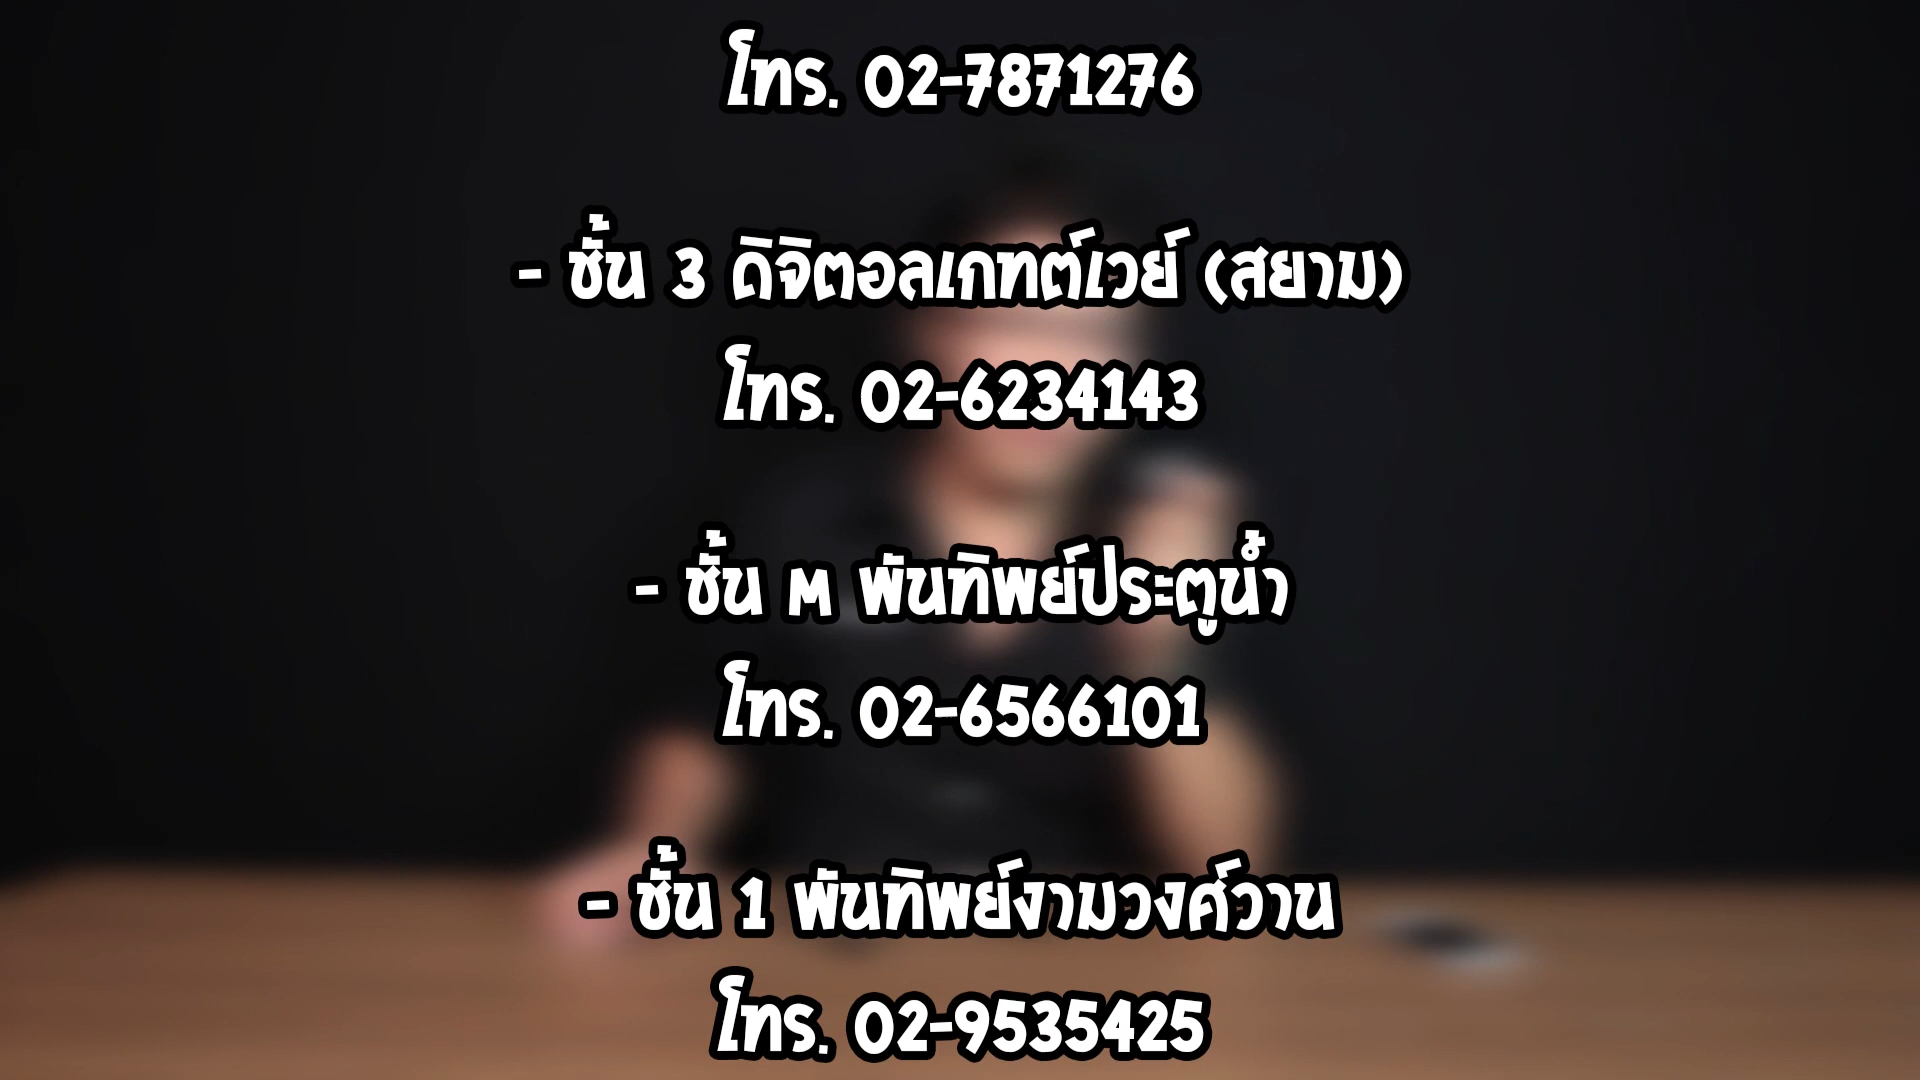 โทร. 02-7871276
- ชั้น 3 ดิจิตอลเกทต์เวย์ (สยาม)
โทร. 02-6234143
- ชั้น M พันทิพย์ประตูน้ำ
โทร. 02-6566101
- ชั้น 1 พันทิพย์งามวงศ์วาน
โทร. 02-9535425